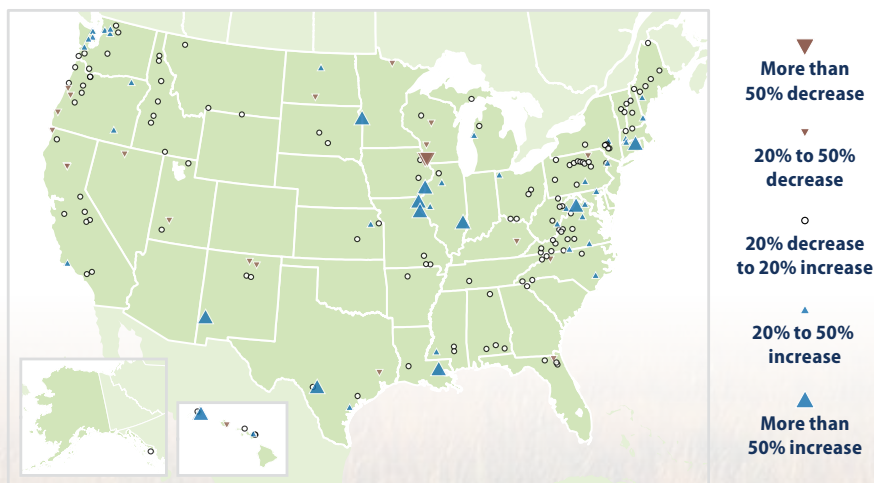 More than
50% decrease
20% to 50%
decrease
20% decrease
to 20% increase
20% to 50%
increase
More than
50% increase